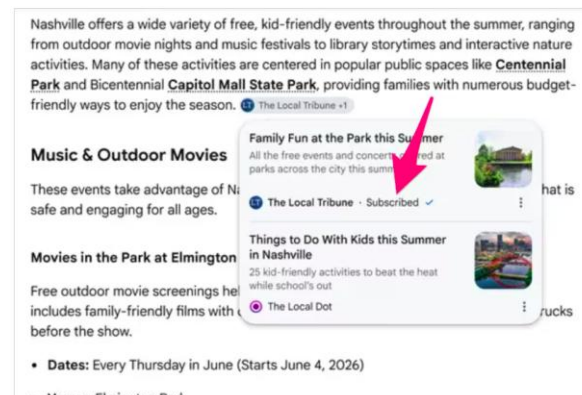 Nashville offers a wide variety of free, kid-friendly events throughout the summer, ranging
from outdoor movie nights and music festivals to library storytimes and interactive nature
activities. Many of these activities are centered in popular public spaces like Centennial
Park and Bicentennial Capitol Mall State Park, providing families with numerous budget-
friendly ways to enjoy the season. LT The Local Tribune +1
Music & Outdoor Movies
These events take advantage of Na
hat is
safe and engaging for all ages.
Movies in the Park at Elmington
Free outdoor movie screenings hel
includes family-friendly films with
rucks
before the show.
• Dates: Every Thursday in June (Starts June 4, 2026)
Family Fun at the Park this Summer
All the free events and concerts at
parks across the city this summ
LT The Local Tribune · Subscribed ✓
Things to Do With Kids this Summer
in Nashville
25 kid-friendly activities to beat the heat
while school's out
The Local Dot